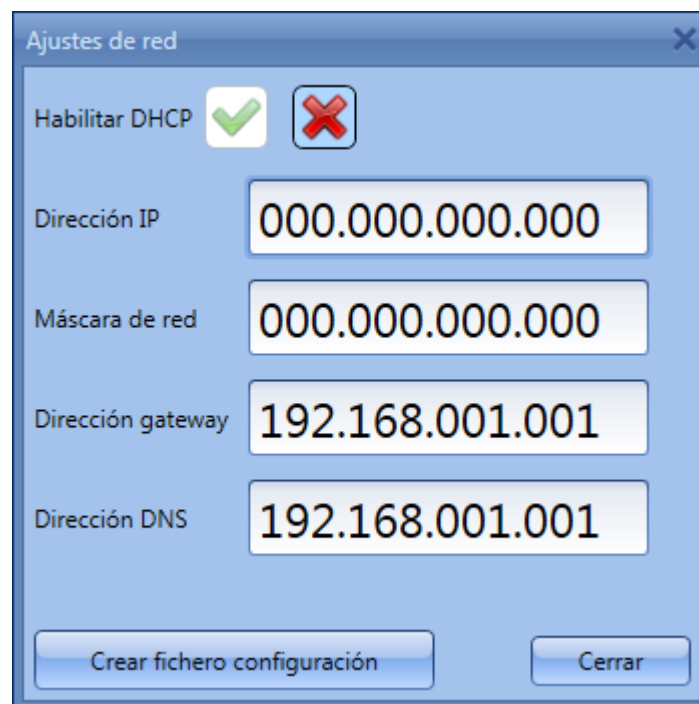 Ajustes de red
Habilitar DHCP
Dirección IP 000.000.000.000
Máscara de red 000.000.000.000
Dirección gateway 192.168.001.001
Dirección DNS 192.168.001.001
Crear fichero configuración Cerrar